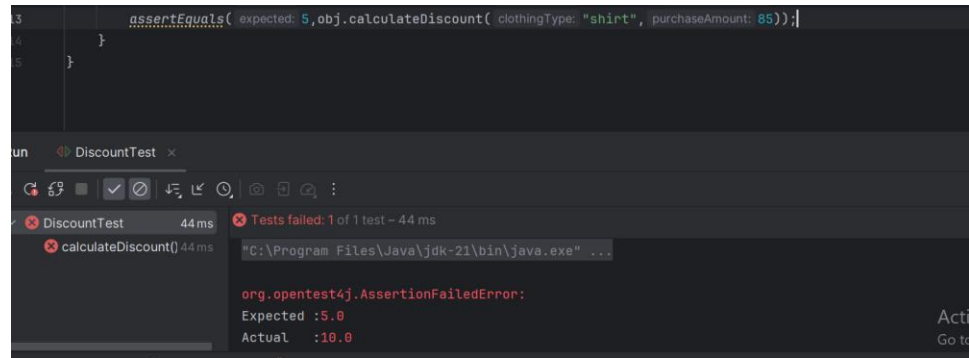 13 assertEquals( expected: 5,obj.calculateDiscount( clothingType: "shirt", purchaseAmount: 85));
14 }
15 }
un DiscountTest ×
DiscountTest 44 ms
Tests failed: 1 of 1 test – 44 ms
calculateDiscount() 44 ms
"C:\Program Files\Java\jdk-21\bin\java.exe" ...
org.opentest4j.AssertionFailedError:
Expected :5.0
Actual :10.0
Acti
Go to